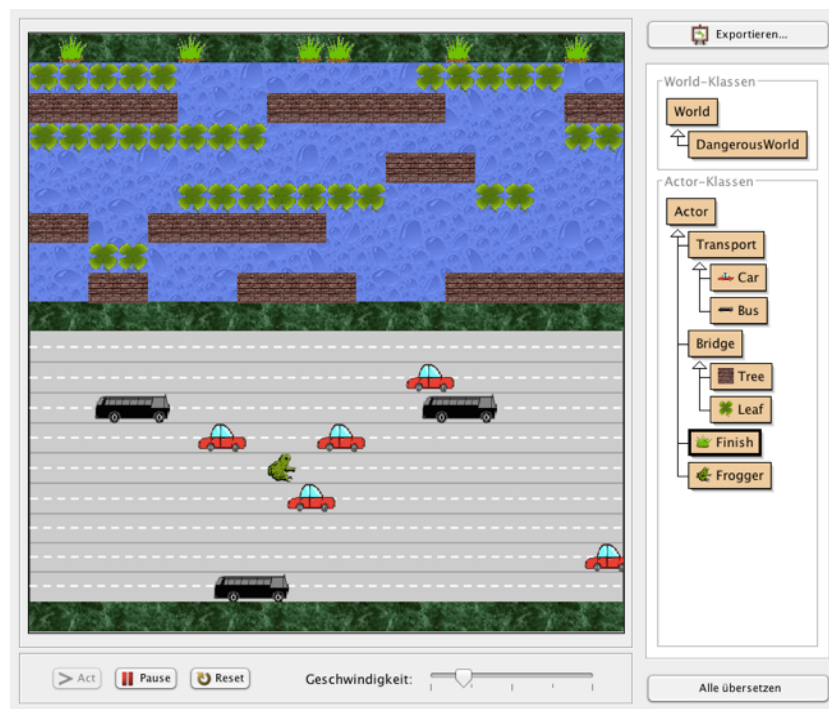 Exportieren...
World-Klassen
World
DangerousWorld
Actor-Klassen
Actor
Transport
Car
Bus
Bridge
Tree
Leaf
Finish
Frogger
> Act
Pause
Reset
Geschwindigkeit:
Alle übersetzen